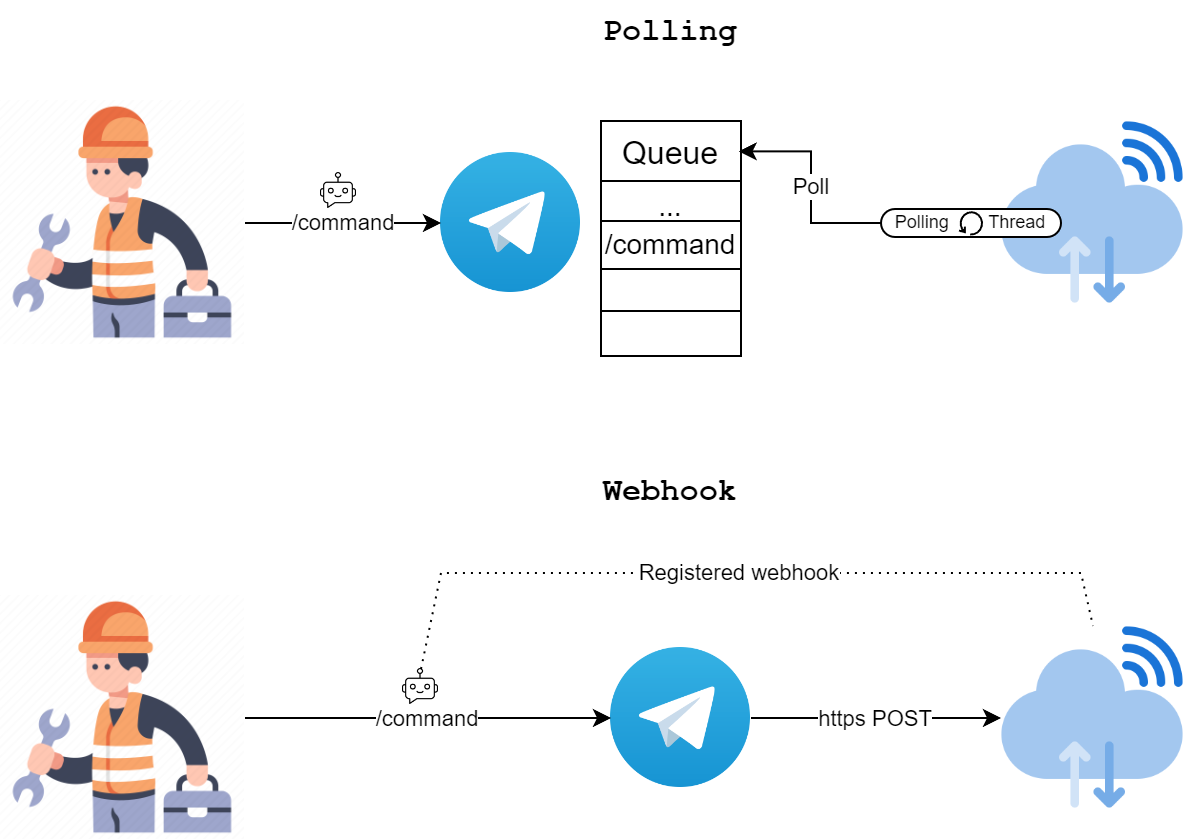 Polling
Queue
Poll
/command
...
Polling Thread
/command
Webhook
Registered webhook
/command
https POST